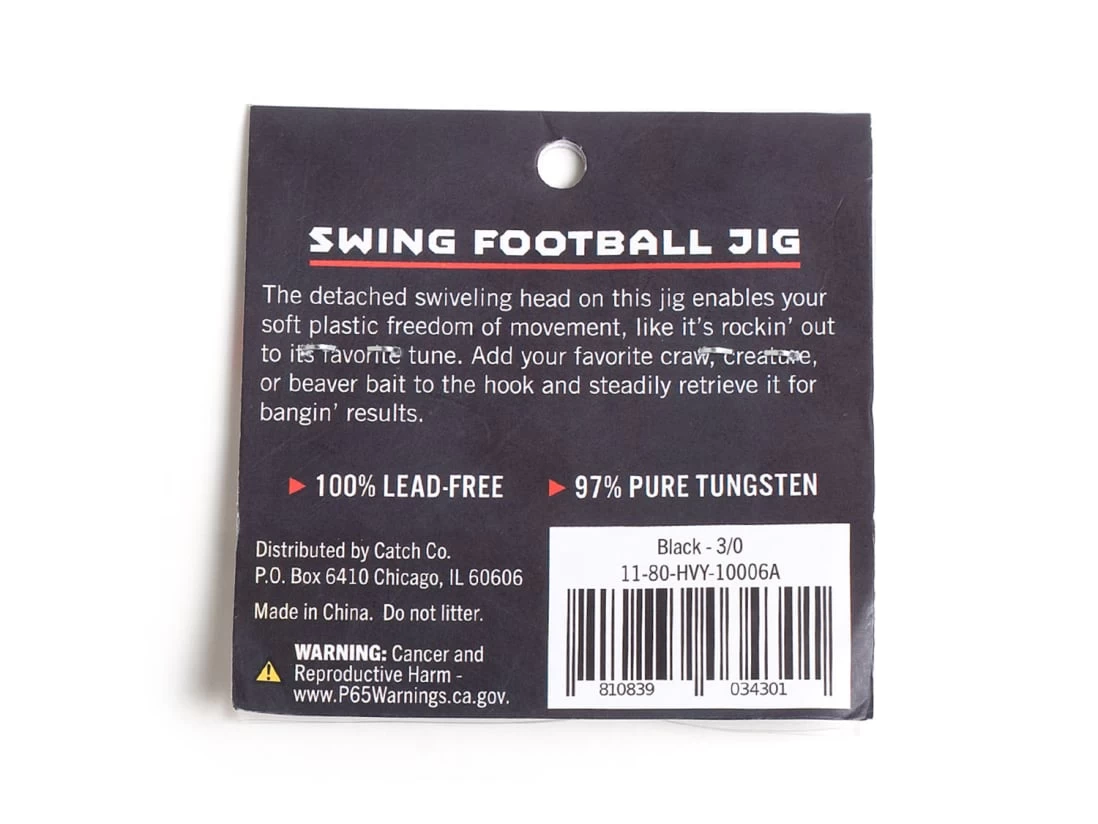 SWING FOOTBALL JIG
The detached swiveling head on this jig enables your
soft plastic freedom of movement, like it's rockin' out
to its favorite tune. Add your favorite craw, creature,
or beaver bait to the hook and steadily retrieve it for
bangin' results.
100% LEAD-FREE
97% PURE TUNGSTEN
Distributed by Catch Co.
P.O. Box 6410 Chicago, IL 60606
Made in China. Do not litter.
WARNING: Cancer and
Reproductive Harm -
www.P65Warnings.ca.gov.
Black - 3/0
11-80-HVY-10006A
810839 034301